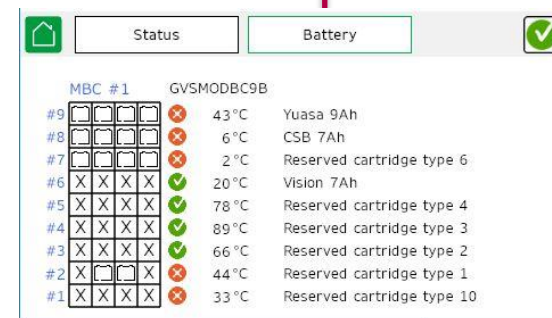 Status Battery
MBC #1 GVSMODBC9B
#9 43°C Yuasa 9Ah
#8 6°C CSB 7Ah
#7 2°C Reserved cartridge type 6
#6 X X X X 20°C Vision 7Ah
#5 X X X X 78°C Reserved cartridge type 4
#4 X X X X 89°C Reserved cartridge type 3
#3 X X X X 66°C Reserved cartridge type 2
#2 X X 44°C Reserved cartridge type 1
#1 X X X X 33°C Reserved cartridge type 10